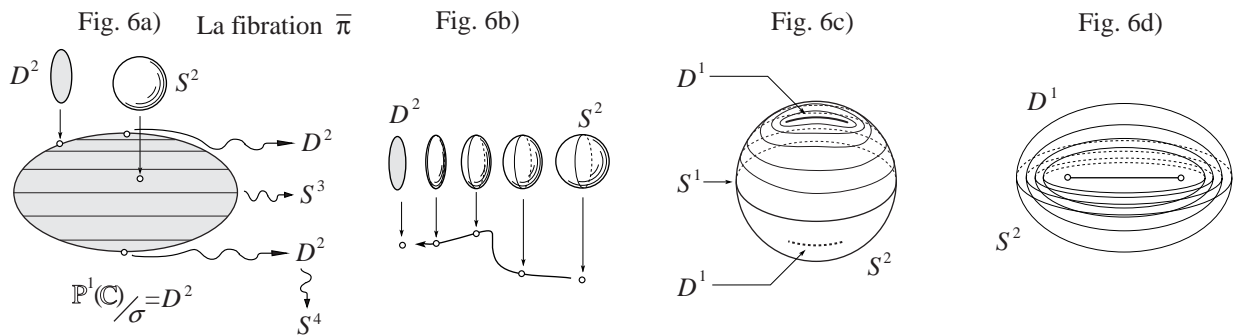 Fig. 6a) La fibration π̅
D² S²
D²
S³
D²
ℙ¹(ℂ)/σ = D²
S⁴
Fig. 6b)
D² S²
Fig. 6c)
D¹
S¹
D¹ S²
Fig. 6d)
D¹
S²